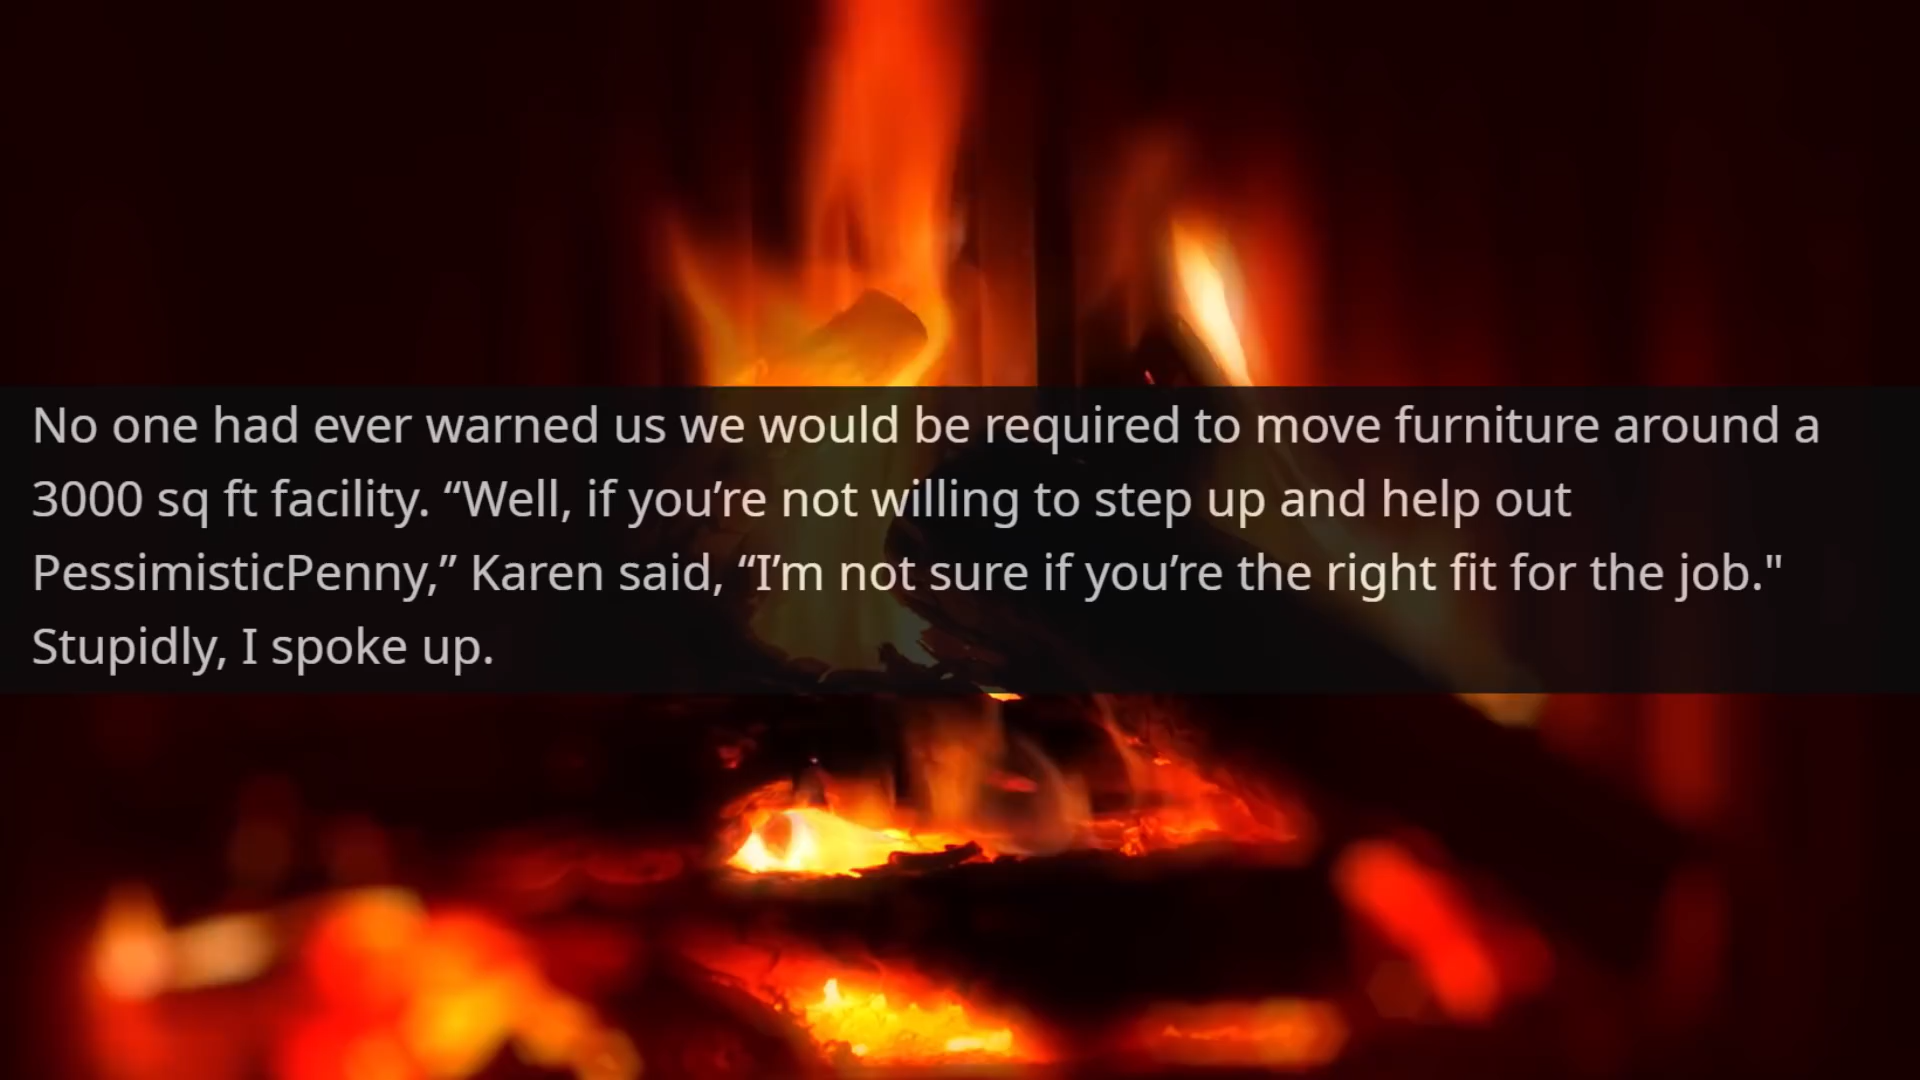 No one had ever warned us we would be required to move furniture around a
3000 sq ft facility. “Well, if you’re not willing to step up and help out
PessimisticPenny,” Karen said, “I’m not sure if you’re the right fit for the job."
Stupidly, I spoke up.